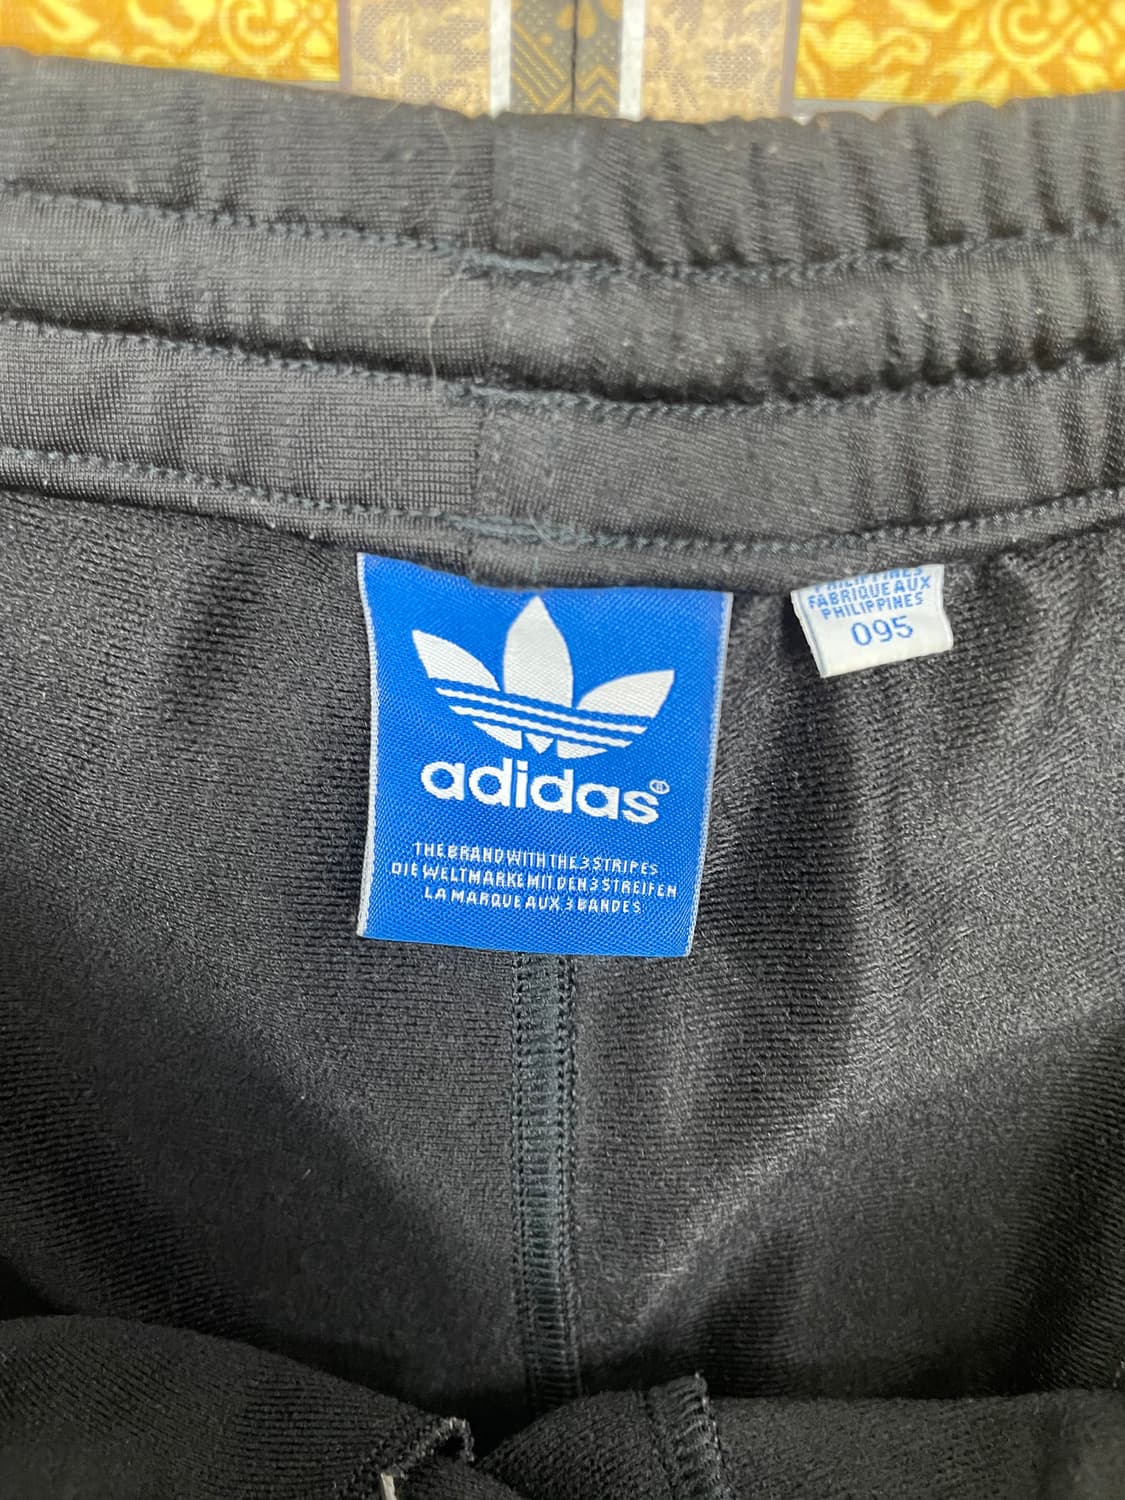 adidas®
THE BRAND WITH THE 3 STRIPES
DIE WELTMARKE MIT DEN 3 STREIFEN
LA MARQUE AUX 3 BANDES
PHILIPPINES
FABRIQUE AUX
PHILIPPINES
095